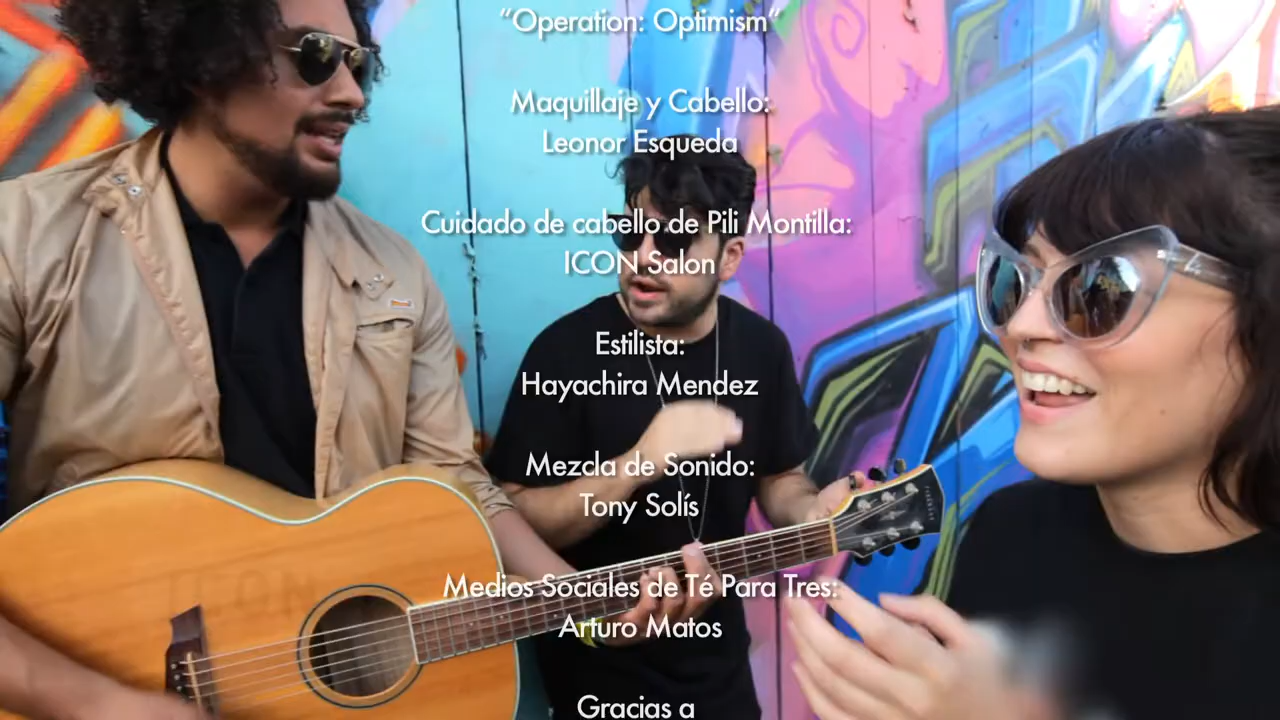 “Operation: Optimism”
Maquillaje y Cabello:
Leonor Esqueda
Cuidado de cabello de Pili Montilla:
ICON Salon
Estilista:
Hayachira Mendez
Mezcla de Sonido:
Tony Solís
Medios Sociales de Té Para Tres:
Arturo Matos
Gracias a